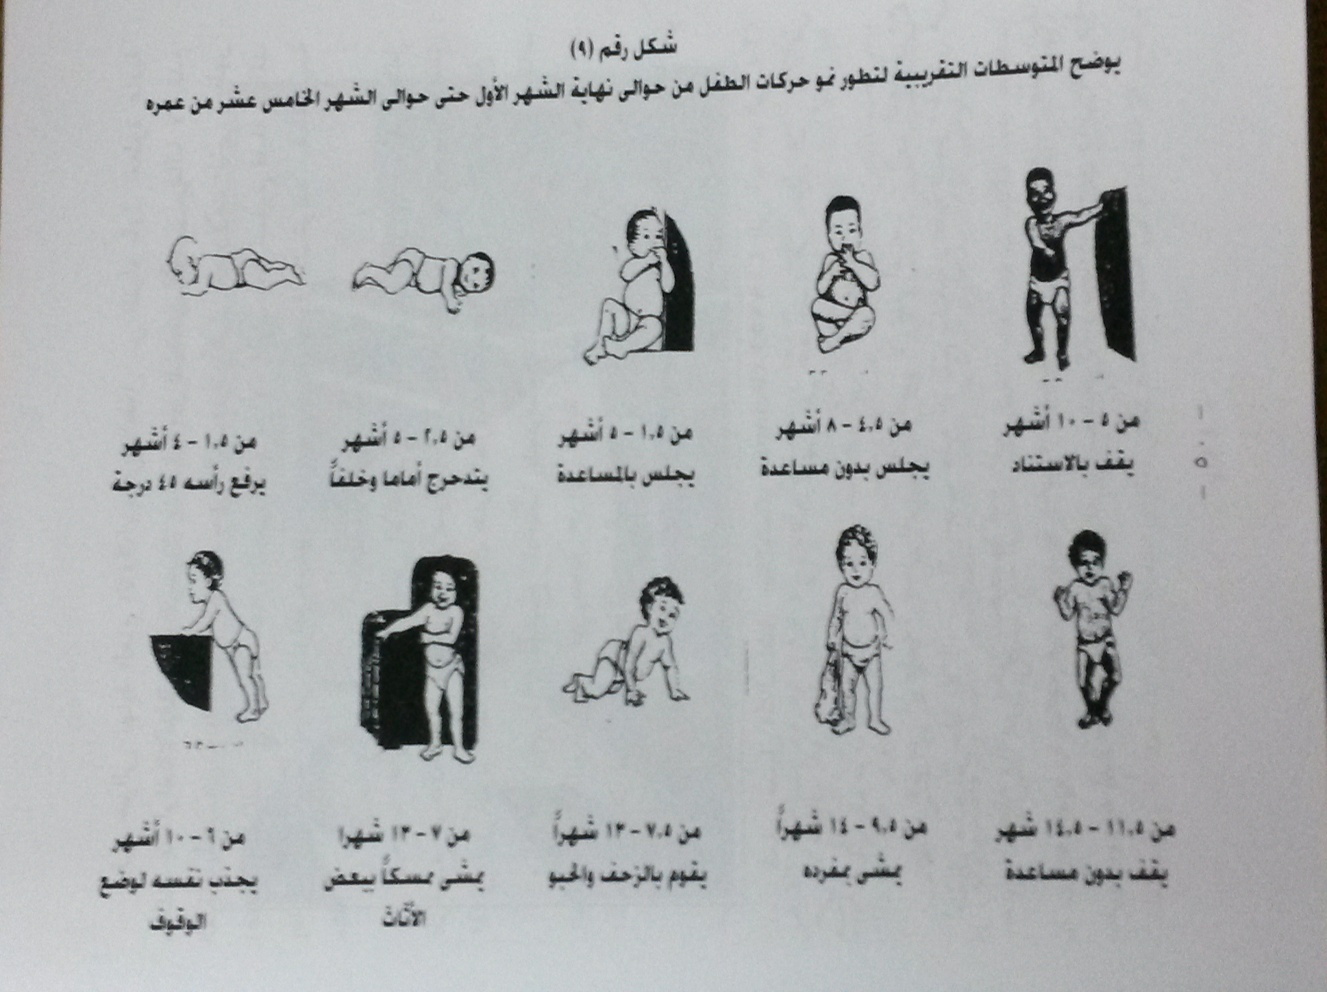 شكل رقم (٩)
يوضح المتوسطات التقريبية لتطور نمو حركات الطفل من حوالى نهاية الشهر الأول حتى حوالى الشهر الخامس عشر من عمره
من ٥ - ١٠ أشهر
يقف بالاستناد
من ٤,٥ - ٨ أشهر
يجلس بدون مساعدة
من ١,٥ - ٥ أشهر
يجلس بالمساعدة
من ٢,٥ - ٥ أشهر
يتدحرج أماما وخلفاً
من ١,٥ - ٤ أشهر
يرفع رأسه ٤٥ درجة
- ٥٠ -
من ١١,٥ - ١٤,٥ شهر
يقف بدون مساعدة
من ٩,٥ - ١٤ شهراً
يمشى بمفرده
من ٧,٥ - ١٣ شهراً
يقوم بالزحف والحبو
من ٧ - ١٣ شهرا
يمشى ممسكاً ببعض
الأثاث
من ٦ - ١٠ أشهر
يجذب نفسه لوضع
الوقوف